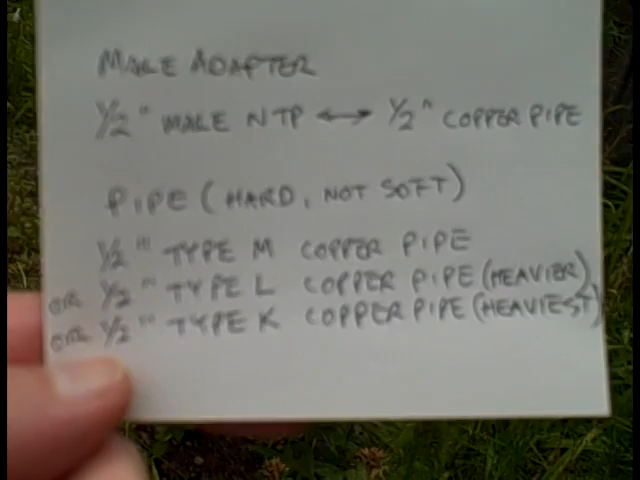 MALE ADAPTER
1/2" MALE NTP ↔ 1/2" COPPER PIPE
PIPE (HARD, NOT SOFT)
1/2" TYPE M COPPER PIPE
OR 1/2" TYPE L COPPER PIPE (HEAVIER)
OR 1/2" TYPE K COPPER PIPE (HEAVIEST)